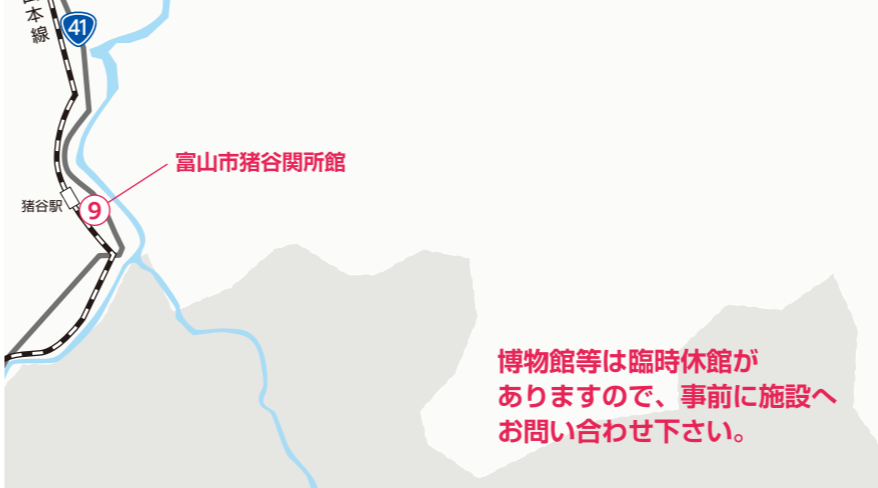 本線
41
富山市猪谷関所館
猪谷駅
9
博物館等は臨時休館が
ありますので、事前に施設へ
お問い合わせ下さい。